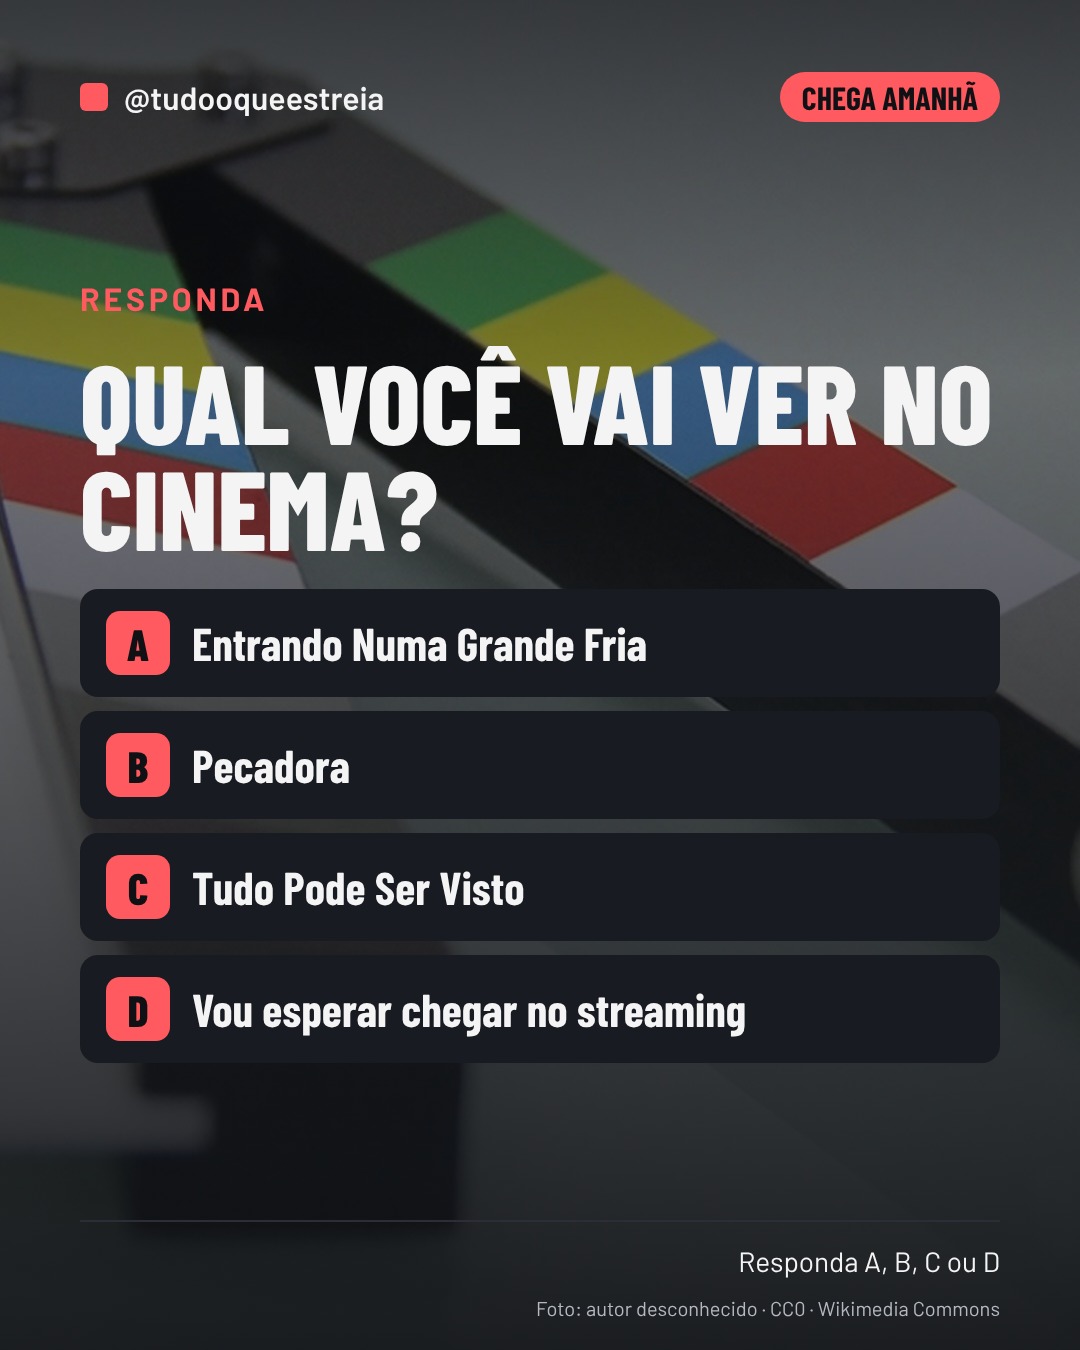 @tudooqueestreia
CHEGA AMANHÃ
RESPONDA
QUAL VOCÊ VAI VER NO
CINEMA?
A Entrando Numa Grande Fria
B Pecadora
C Tudo Pode Ser Visto
D Vou esperar chegar no streaming
Responda A, B, C ou D
Foto: autor desconhecido · CC0 · Wikimedia Commons